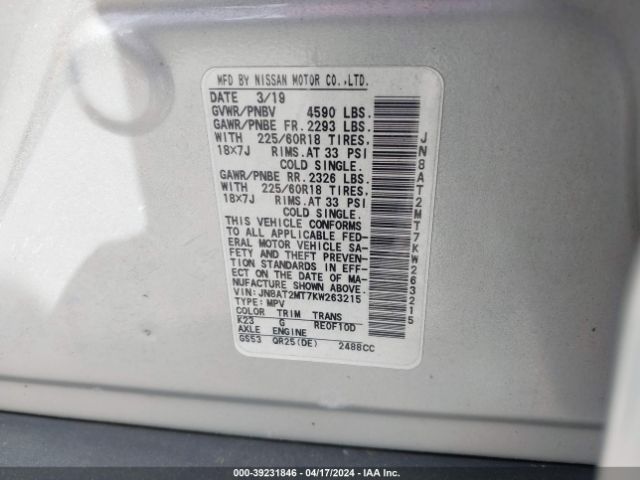 MFD BY NISSAN MOTOR CO.,LTD.
DATE 3/19
GVWR/PNBV 4590 LBS.
GAWR/PNBE FR. 2293 LBS.
WITH 225/60R18 TIRES.
18x7J RIMS.AT 33 PSI
COLD SINGLE.
GAWR/PNBE RR. 2326 LBS.
WITH 225/60R18 TIRES.
18x7J RIMS.AT 33 PSI
COLD SINGLE.
THIS VEHICLE CONFORMS
TO ALL APPLICABLE FED-
ERAL MOTOR VEHICLE SA-
FETY AND THEFT PREVEN-
TION STANDARDS IN EFF-
ECT ON THE DATE OF MA-
NUFACTURE SHOWN ABOVE.
VIN: JN8AT2MT7KW263215
TYPE: MPV
COLOR TRIM TRANS
K23 G RE0F10D
AXLE ENGINE
GS53 QR25(DE) 2488CC
JN8AT2MT7KW263215
000-39231846 - 04/17/2024 - IAA Inc.